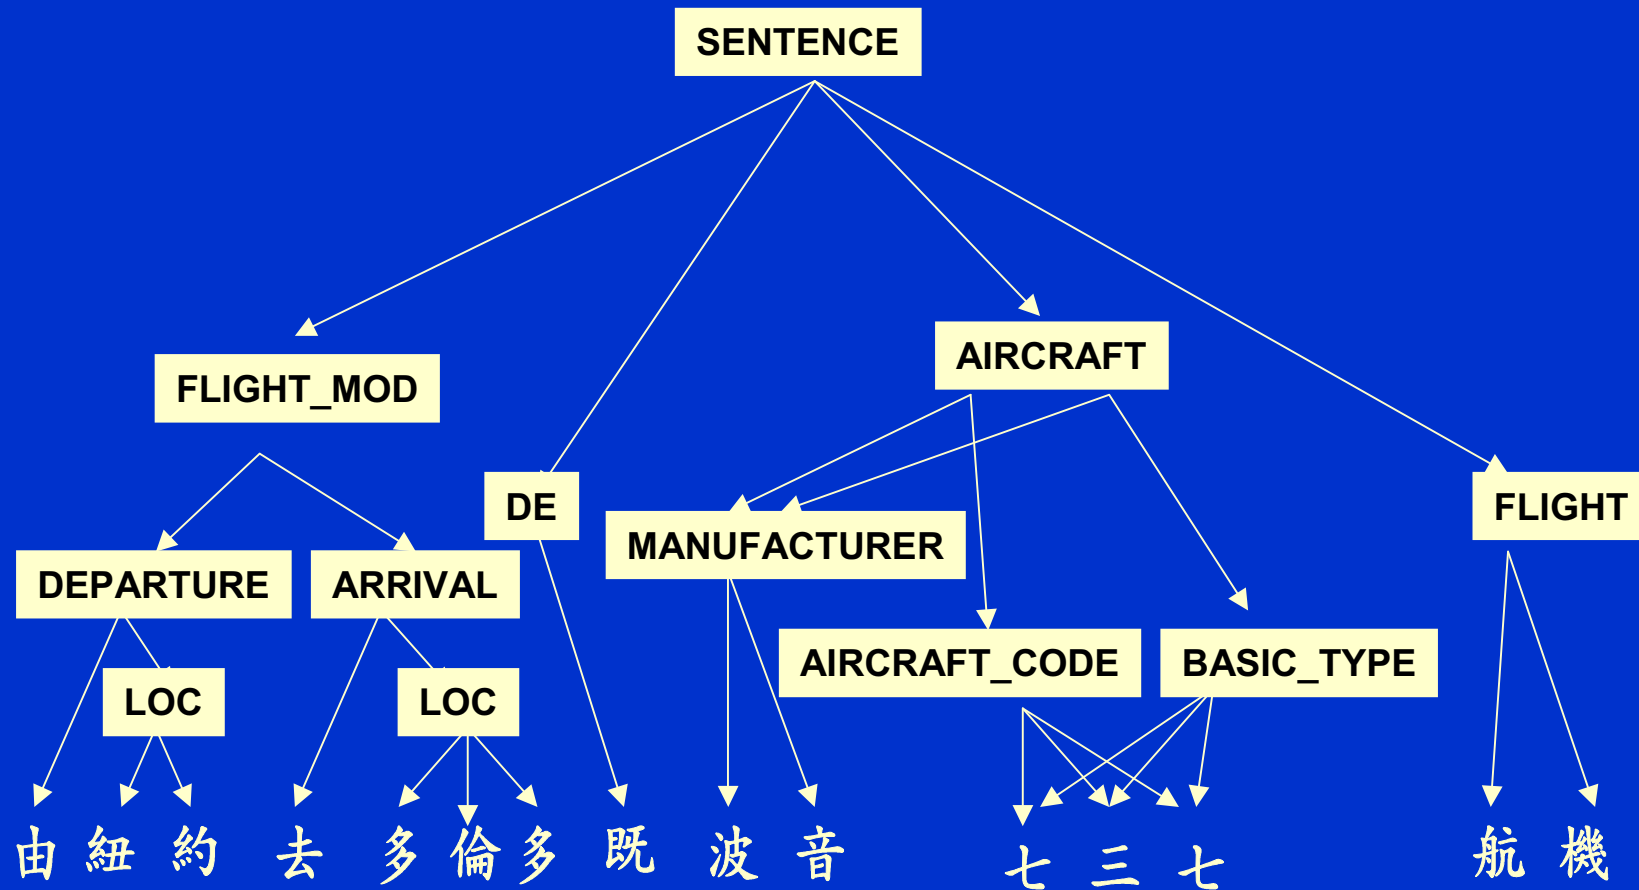 SENTENCE
AIRCRAFT
FLIGHT_MOD
DE
FLIGHT
MANUFACTURER
DEPARTURE
ARRIVAL
AIRCRAFT_CODE
BASIC_TYPE
LOC
LOC
由紐約去多倫多既波音七三七航機